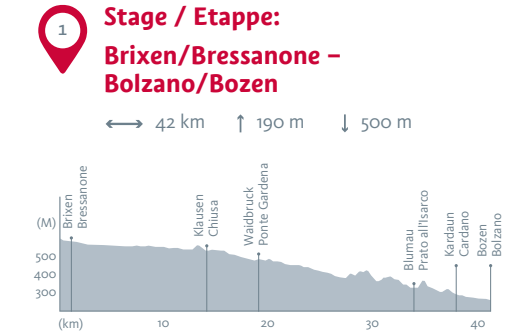 1
Stage / Etappe:
Brixen/Bressanone –
Bolzano/Bozen
42 km 190 m 500 m
Brixen
Bressanone
Klausen
Chiusa
Waidbruck
Ponte Gardena
Blumau
Prato all'Isarco
Kardaun
Cardano
Bozen
Bolzano
(M)
500
400
300
(km) 10 20 30 40